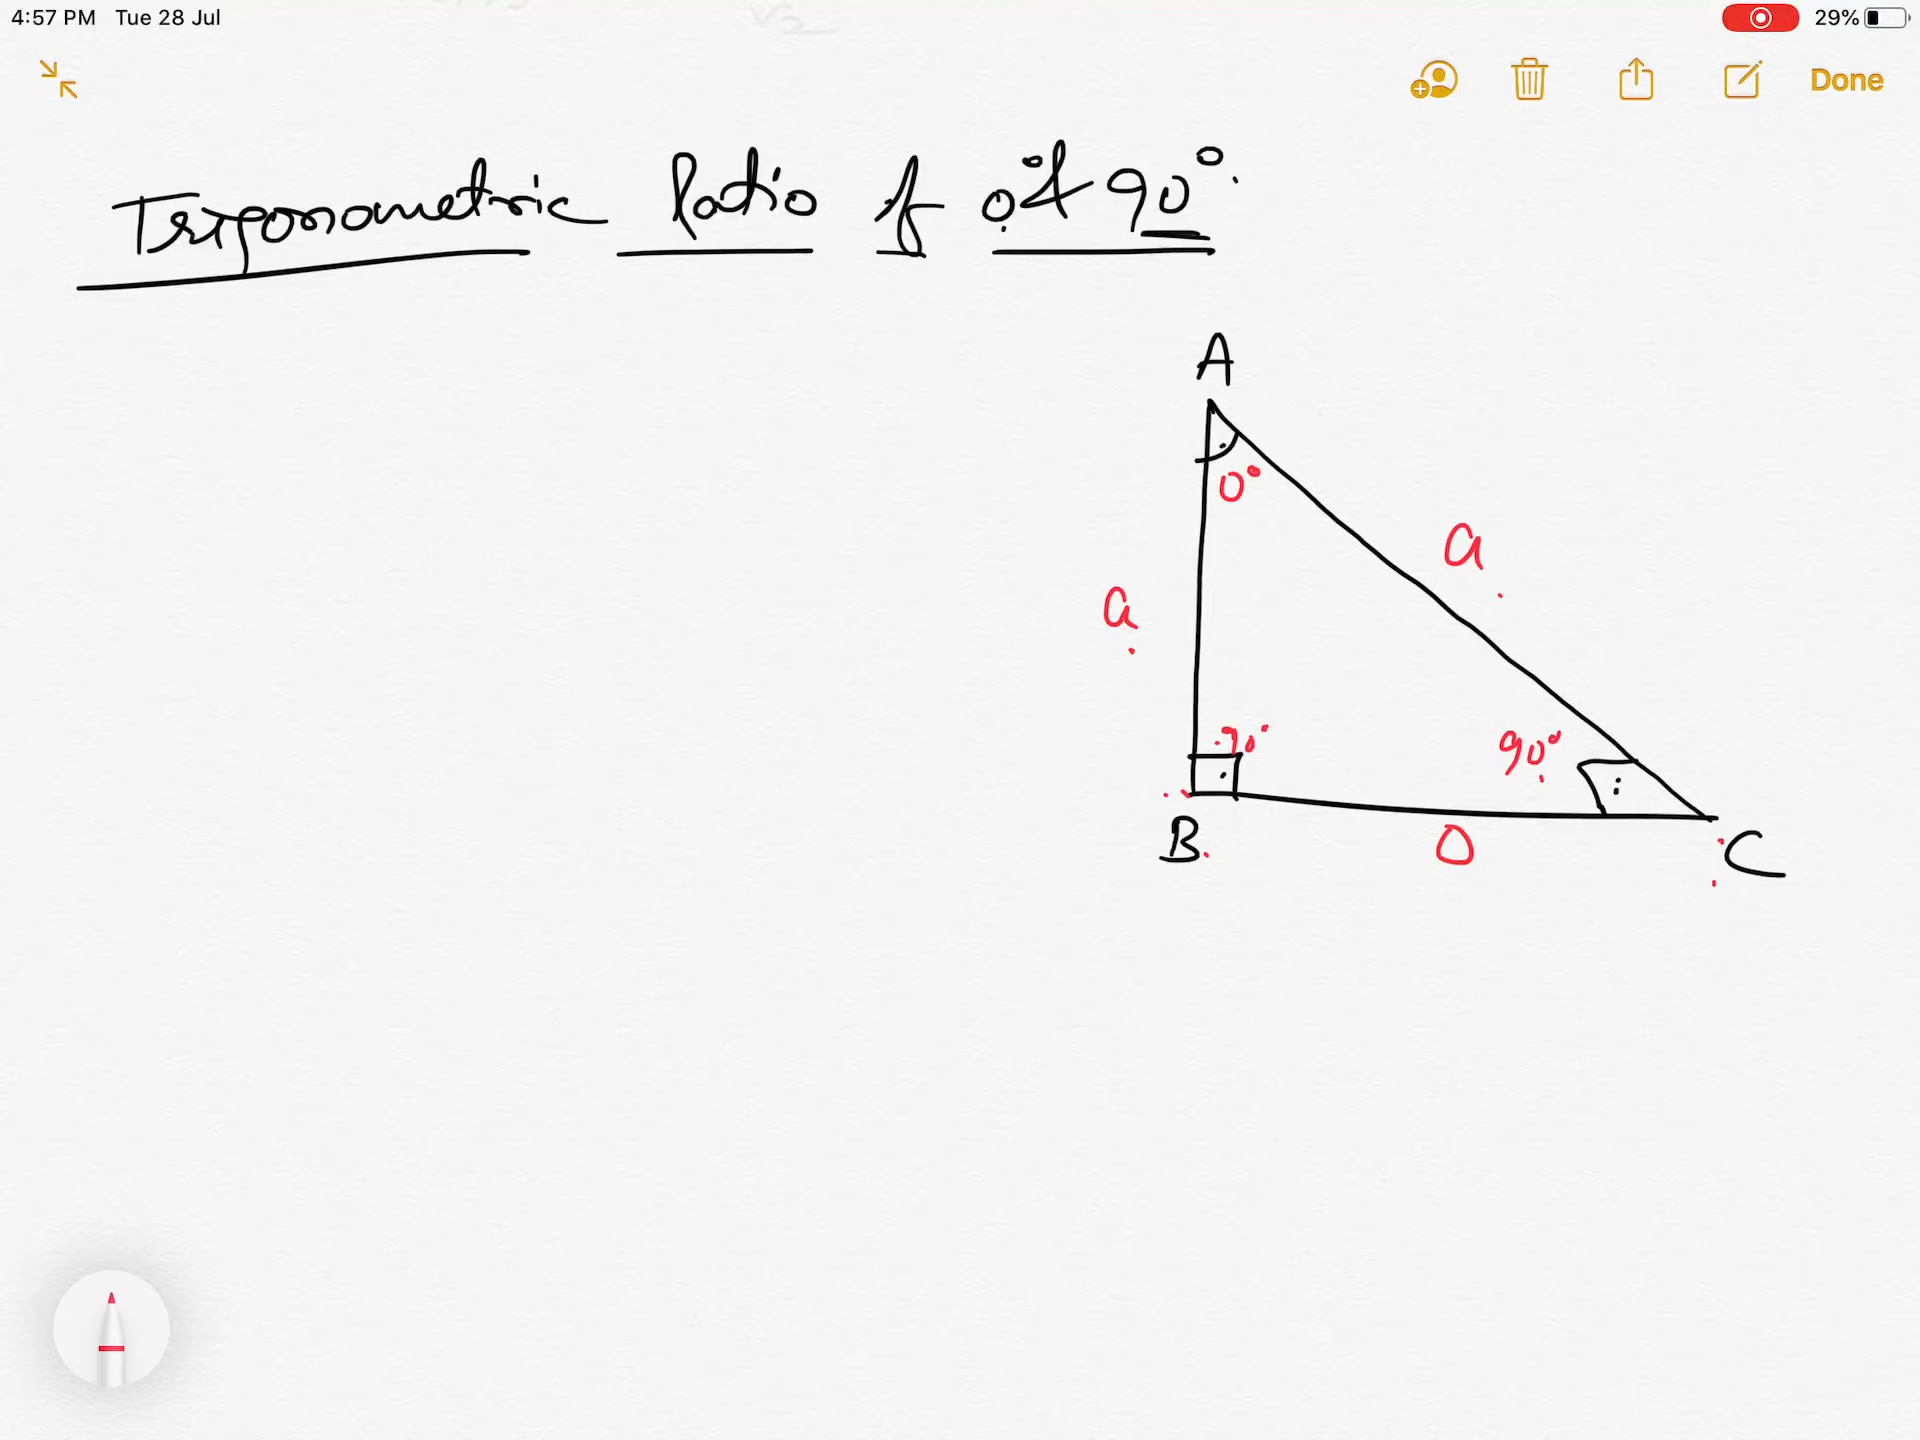 4:57 PM Tue 28 Jul
29%
Done
Trigonometric Ratio of 0° & 90°.
A
0°
a
a
90°
90°
B
0
C